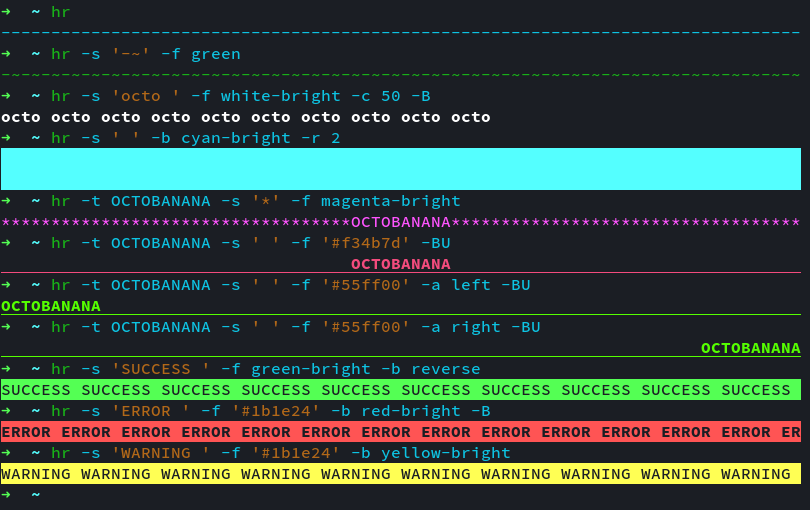 ➜  ~ hr
--------------------------------------------------------------------------------
➜  ~ hr -s '-~' -f green
-~-~-~-~-~-~-~-~-~-~-~-~-~-~-~-~-~-~-~-~-~-~-~-~-~-~-~-~-~-~-~-~-~-~-~-~-~-~-~-~
➜  ~ hr -s 'octo ' -f white-bright -c 50 -B
octo octo octo octo octo octo octo octo octo octo
➜  ~ hr -s ' ' -b cyan-bright -r 2
➜  ~ hr -t OCTOBANANA -s '*' -f magenta-bright
***********************************OCTOBANANA***********************************
➜  ~ hr -t OCTOBANANA -s ' ' -f '#f34b7d' -BU
OCTOBANANA
➜  ~ hr -t OCTOBANANA -s ' ' -f '#55ff00' -a left -BU
OCTOBANANA
➜  ~ hr -t OCTOBANANA -s ' ' -f '#55ff00' -a right -BU
OCTOBANANA
➜  ~ hr -s 'SUCCESS ' -f green-bright -b reverse
SUCCESS SUCCESS SUCCESS SUCCESS SUCCESS SUCCESS SUCCESS SUCCESS SUCCESS SUCCESS
➜  ~ hr -s 'ERROR ' -f '#1b1e24' -b red-bright -B
ERROR ERROR ERROR ERROR ERROR ERROR ERROR ERROR ERROR ERROR ERROR ERROR ERROR ER
➜  ~ hr -s 'WARNING ' -f '#1b1e24' -b yellow-bright
WARNING WARNING WARNING WARNING WARNING WARNING WARNING WARNING WARNING WARNING
➜  ~